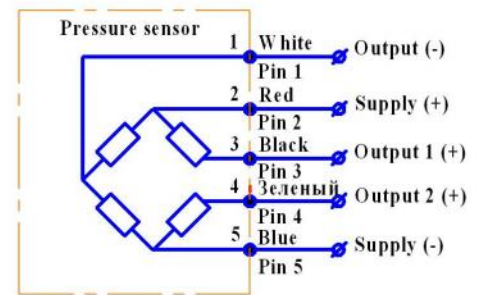 Pressure sensor
1 White Output (-)
Pin 1
2 Red Supply (+)
Pin 2
3 Black Output 1 (+)
Pin 3
4 Зеленый Output 2 (+)
Pin 4
5 Blue Supply (-)
Pin 5